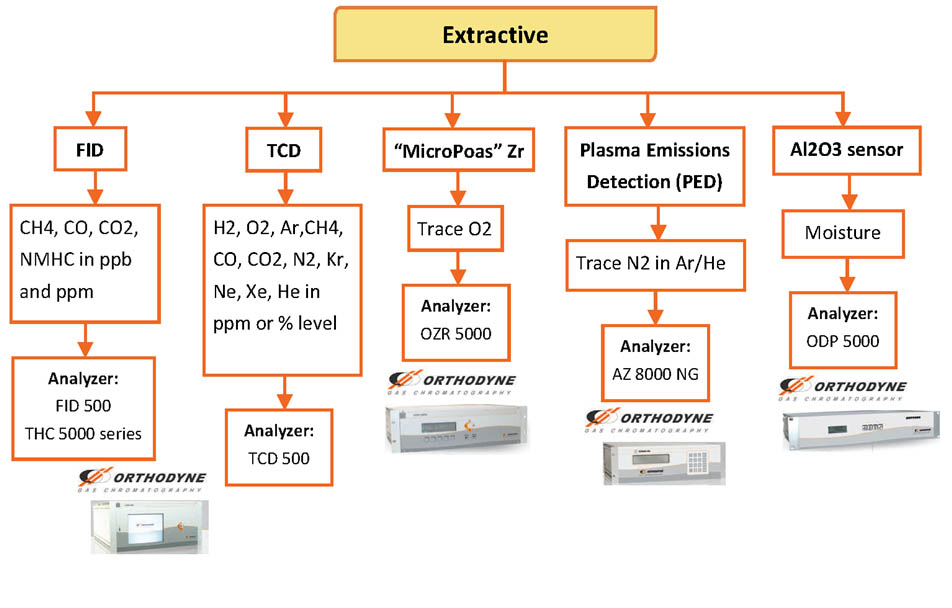 Extractive
FID
CH4, CO, CO2,
NMHC in ppb
and ppm
Analyzer:
FID 500
THC 5000 series
ORTHODYNE
GAS CHROMATOGRAPHY
TCD
H2, O2, Ar,CH4,
CO, CO2, N2, Kr,
Ne, Xe, He in
ppm or % level
Analyzer:
TCD 500
“MicroPoas” Zr
Trace O2
Analyzer:
OZR 5000
ORTHODYNE
GAS CHROMATOGRAPHY
Plasma Emissions
Detection (PED)
Trace N2 in Ar/He
Analyzer:
AZ 8000 NG
ORTHODYNE
GAS CHROMATOGRAPHY
Al2O3 sensor
Moisture
Analyzer:
ODP 5000
ORTHODYNE
GAS CHROMATOGRAPHY